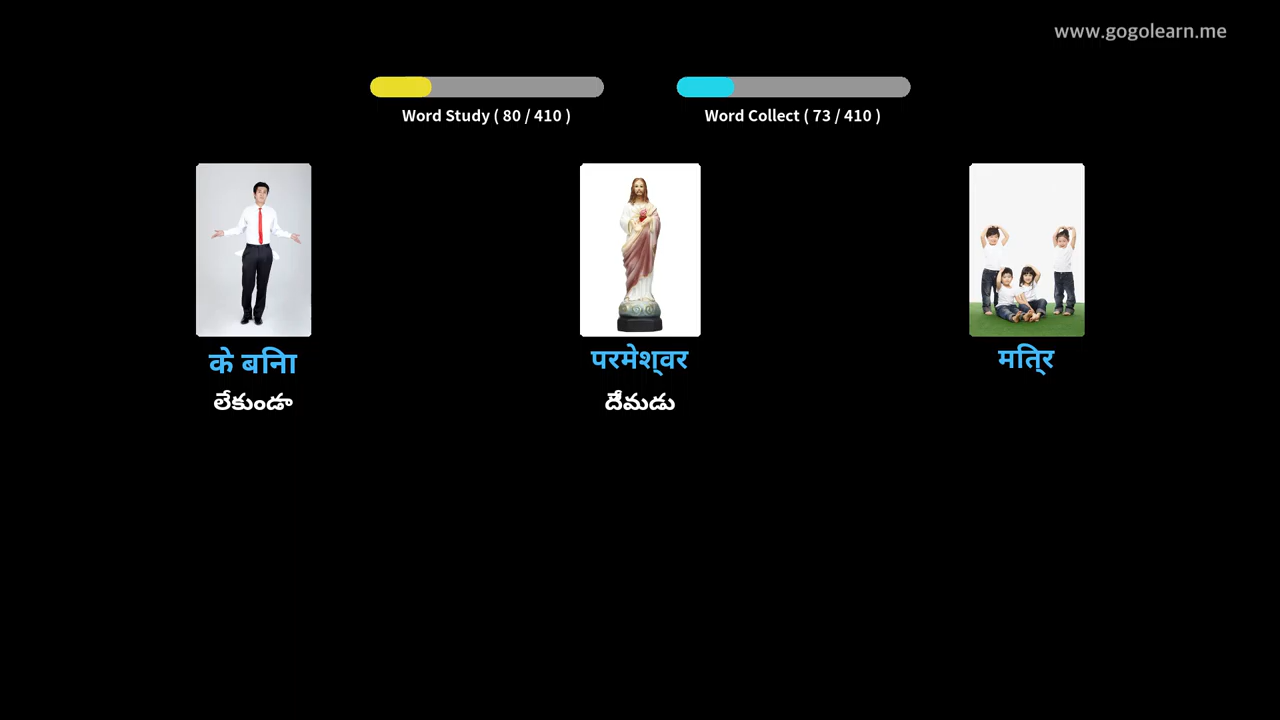 www.gogolearn.me
Word Study ( 80 / 410 )
Word Collect ( 73 / 410 )
के बिना
परमेश्वर
मित्र
లేకుండా
దేవుడు